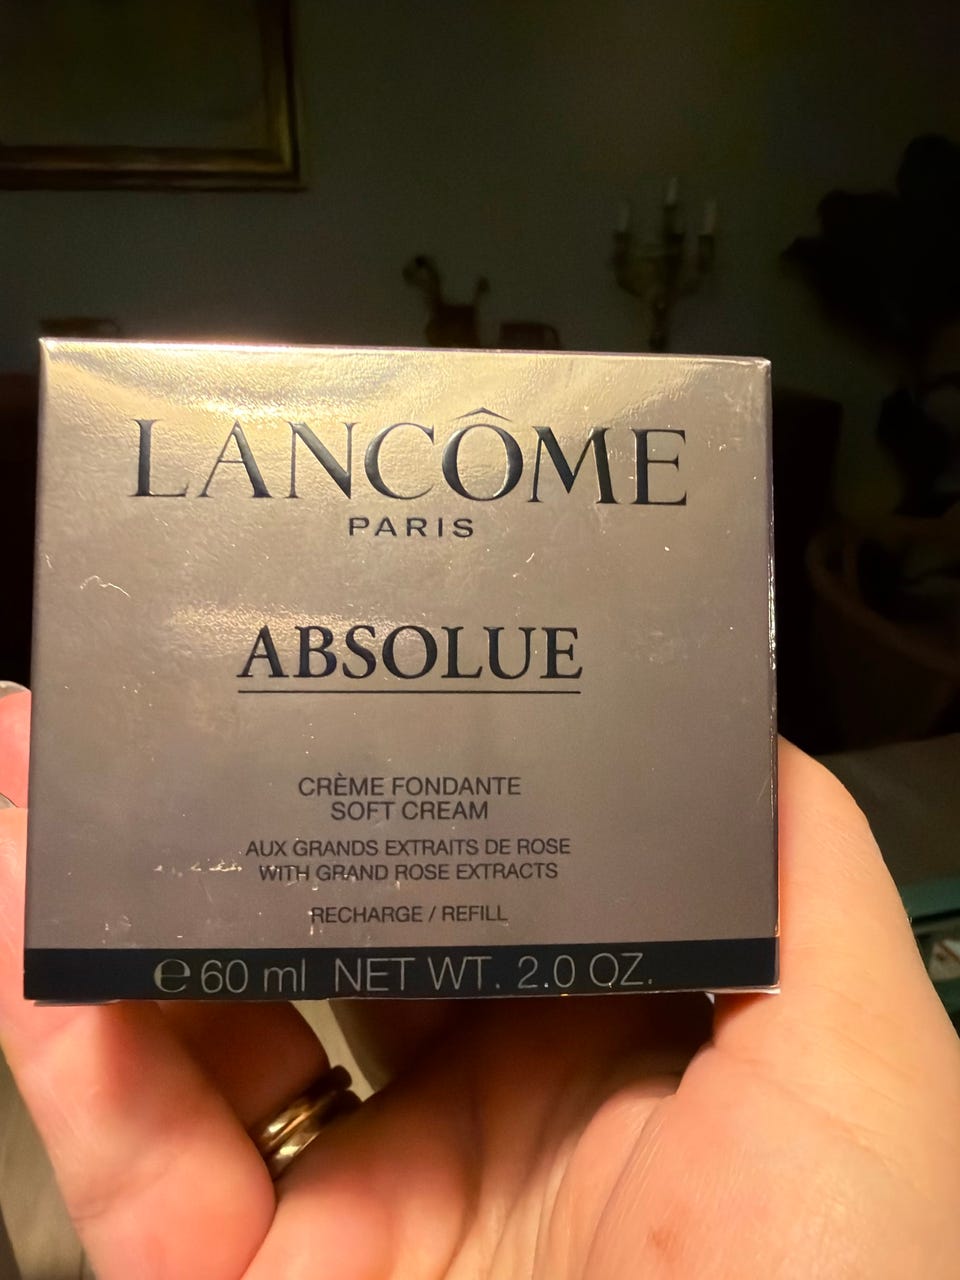 LANCÔME
PARIS
ABSOLUE
CRÈME FONDANTE
SOFT CREAM
AUX GRANDS EXTRAITS DE ROSE
WITH GRAND ROSE EXTRACTS
RECHARGE / REFILL
℮ 60 ml NET WT. 2.0 OZ.